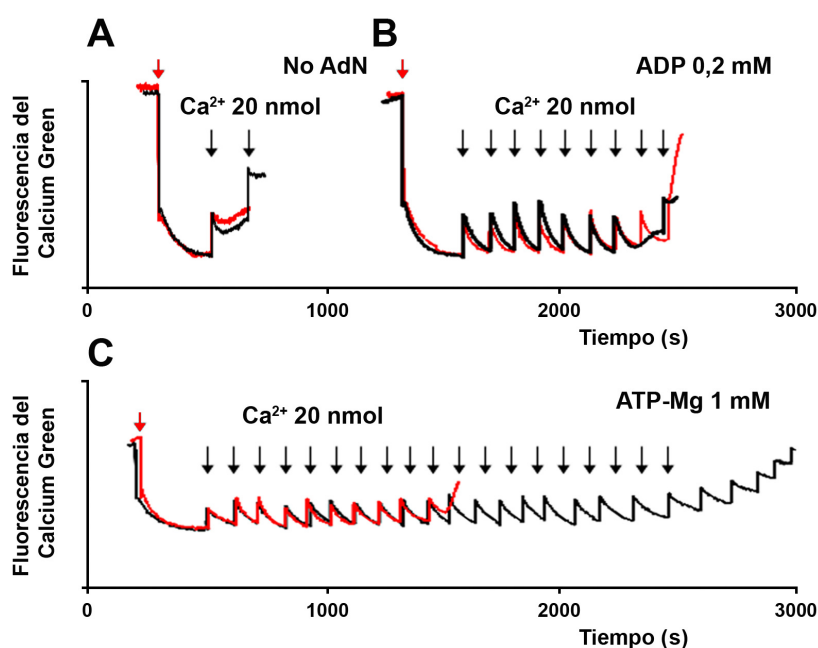 A
No AdN
Ca²⁺ 20 nmol
B
ADP 0,2 mM
Ca²⁺ 20 nmol
Fluorescencia del
Calcium Green
0
1000
2000
3000
Tiempo (s)
C
Ca²⁺ 20 nmol
ATP-Mg 1 mM
Fluorescencia del
Calcium Green
0
1000
2000
3000
Tiempo (s)